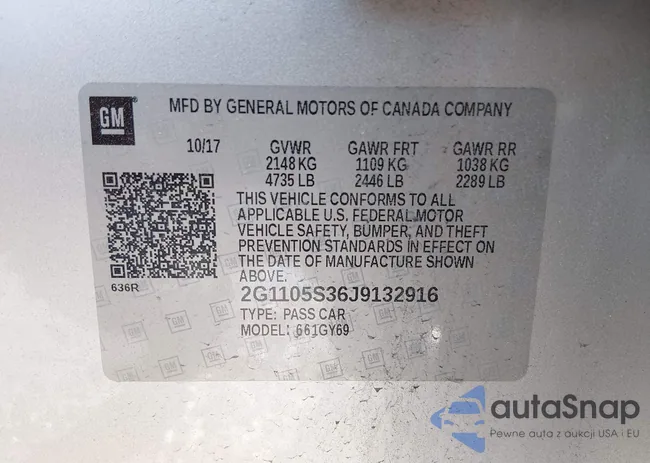 GM
MFD BY GENERAL MOTORS OF CANADA COMPANY
10/17 GVWR GAWR FRT GAWR RR
2148 KG 1109 KG 1038 KG
4735 LB 2446 LB 2289 LB
THIS VEHICLE CONFORMS TO ALL
APPLICABLE U.S. FEDERAL MOTOR
VEHICLE SAFETY, BUMPER, AND THEFT
PREVENTION STANDARDS IN EFFECT ON
THE DATE OF MANUFACTURE SHOWN
ABOVE.
636R
2G1105S36J9132916
TYPE: PASS CAR
MODEL: 661GY69
autaSnap
Pewne auta z aukcji USA i EU